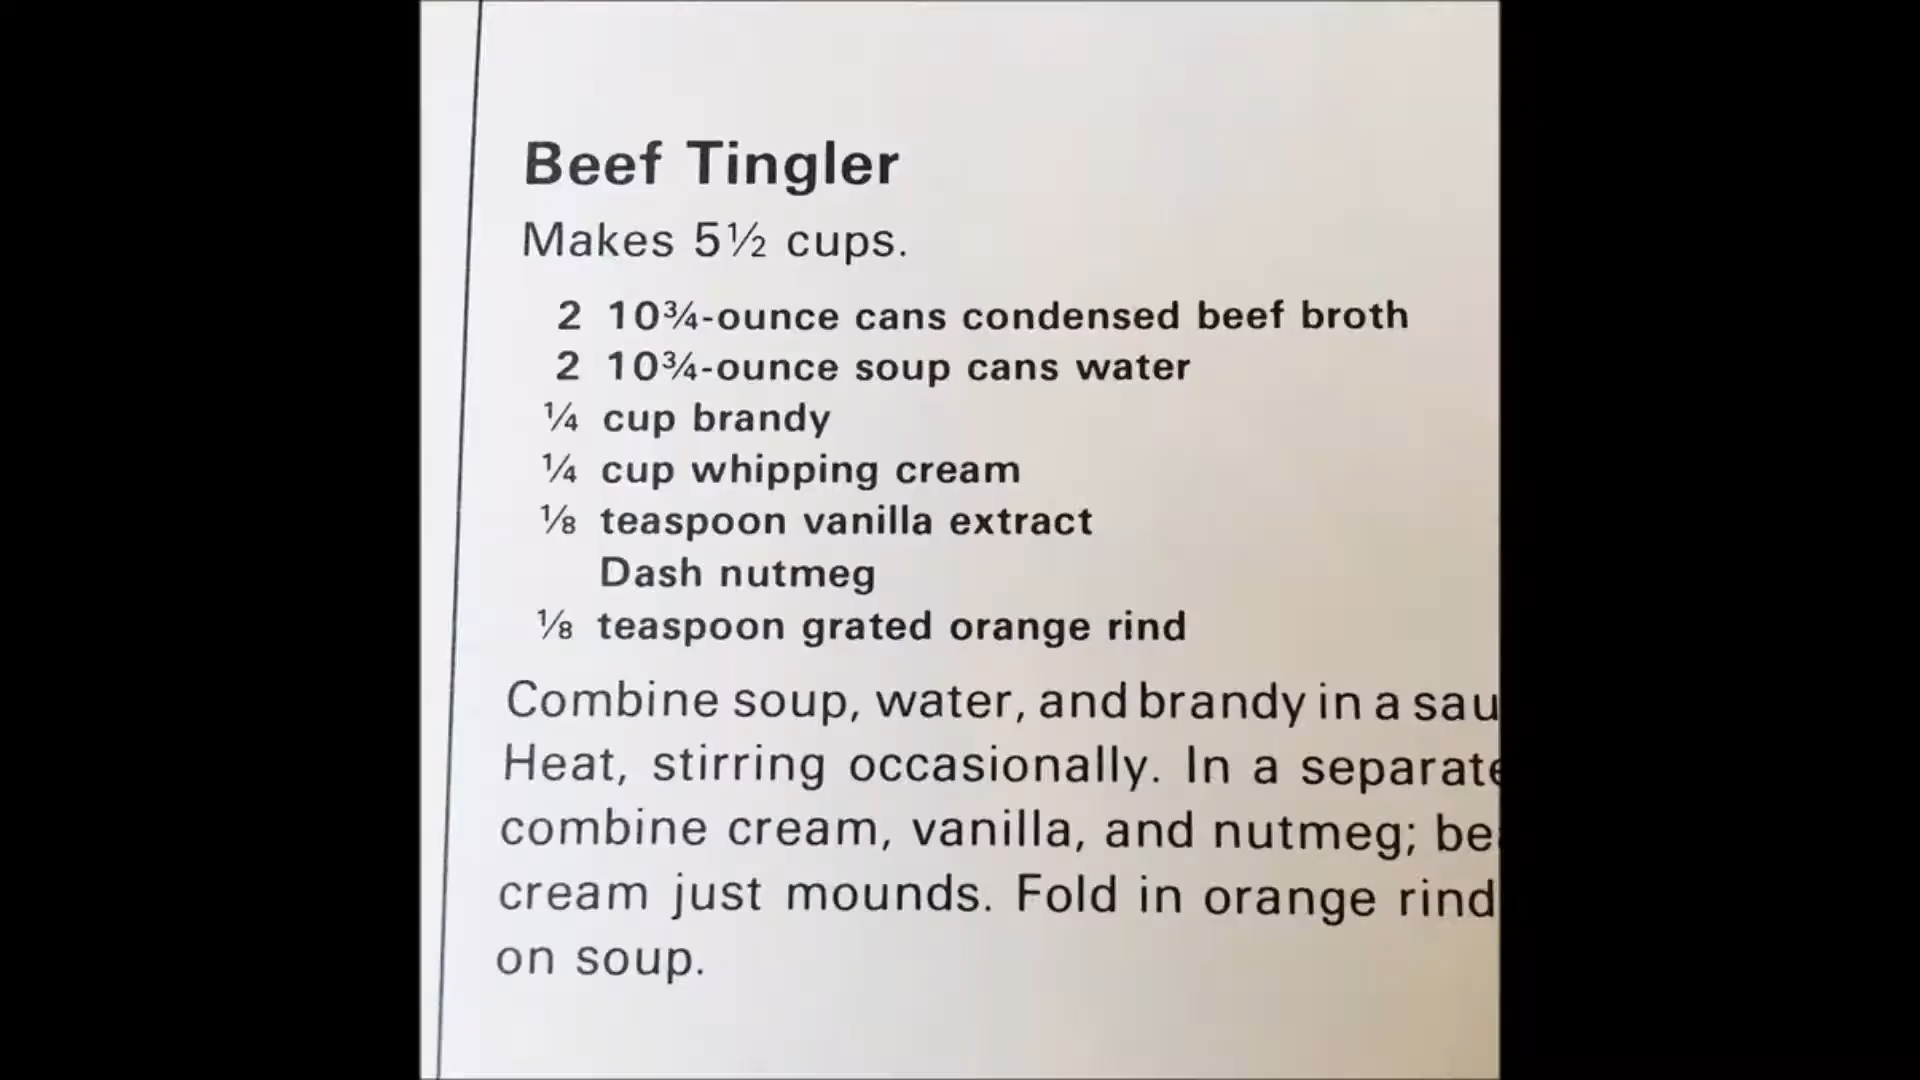 Beef Tingler
Makes 5½ cups.
2 10¾-ounce cans condensed beef broth
2 10¾-ounce soup cans water
¼ cup brandy
¼ cup whipping cream
⅛ teaspoon vanilla extract
Dash nutmeg
⅛ teaspoon grated orange rind
Combine soup, water, and brandy in a
Heat, stirring occasionally. In a
combine cream, vanilla, and nutmeg;
cream just mounds. Fold in orange rind
on soup.